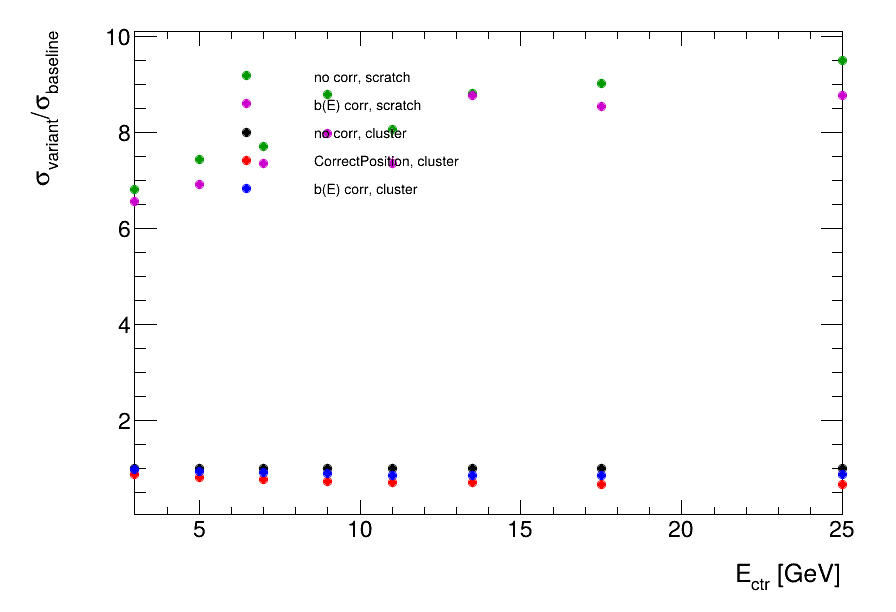 σvariant/σbaseline
10
8
6
4
2
no corr, scratch
b(E) corr, scratch
no corr, cluster
CorrectPosition, cluster
b(E) corr, cluster
5 10 15 20 25
Ectr [GeV]